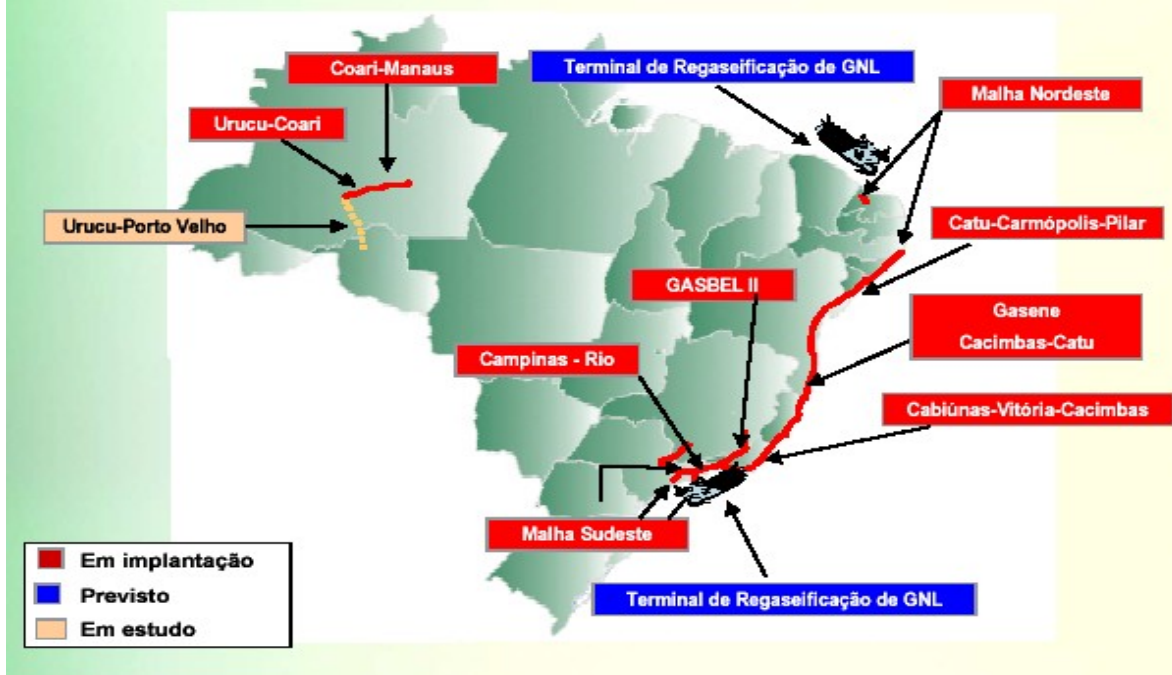 Coari-Manaus
Terminal de Regaseificação de GNL
Malha Nordeste
Urucu-Coari
Urucu-Porto Velho
Catu-Carmópolis-Pilar
GASBEL II
Gasene
Cacimbas-Catu
Campinas - Rio
Cabiúnas-Vitória-Cacimbas
Malha Sudeste
Terminal de Regaseificação de GNL
Em implantação
Previsto
Em estudo